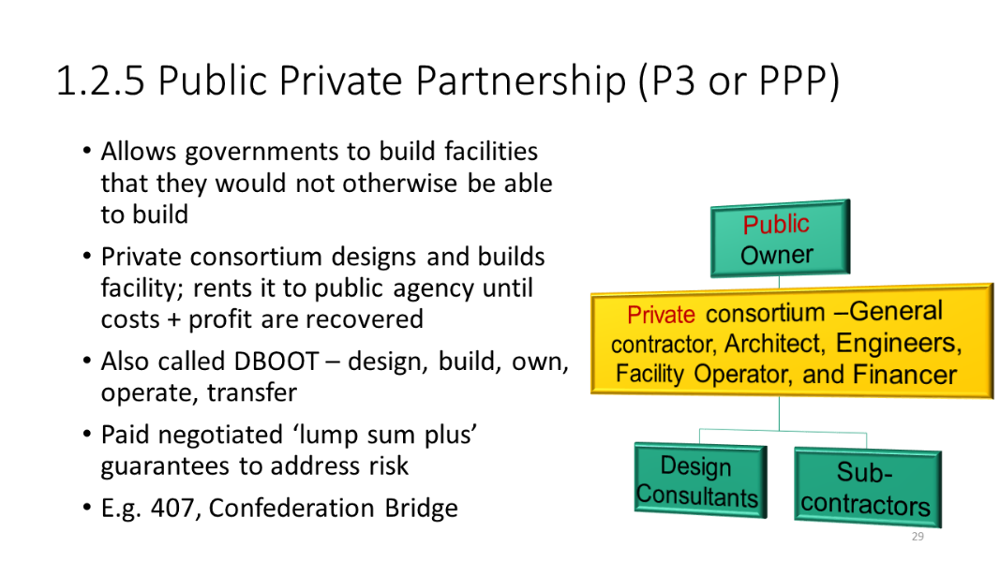 1.2.5 Public Private Partnership (P3 or PPP)
• Allows governments to build facilities
that they would not otherwise be able
to build
• Private consortium designs and builds
facility; rents it to public agency until
costs + profit are recovered
• Also called DBOOT – design, build, own,
operate, transfer
• Paid negotiated ‘lump sum plus’
guarantees to address risk
• E.g. 407, Confederation Bridge
Public
Owner
Private consortium –General
contractor, Architect, Engineers,
Facility Operator, and Financer
Design
Consultants
Sub-
contractors
29